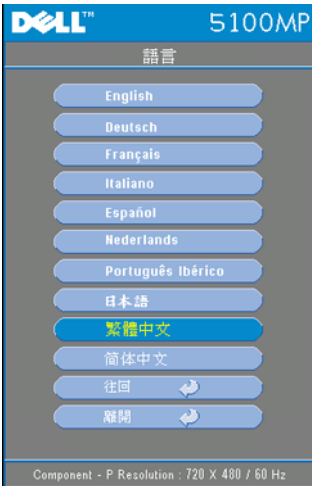 DELL™ 5100MP
語言
English
Deutsch
Français
Italiano
Español
Nederlands
Português Ibérico
日本語
繁體中文
简体中文
往回
離開
Component - P Resolution : 720 X 480 / 60 Hz